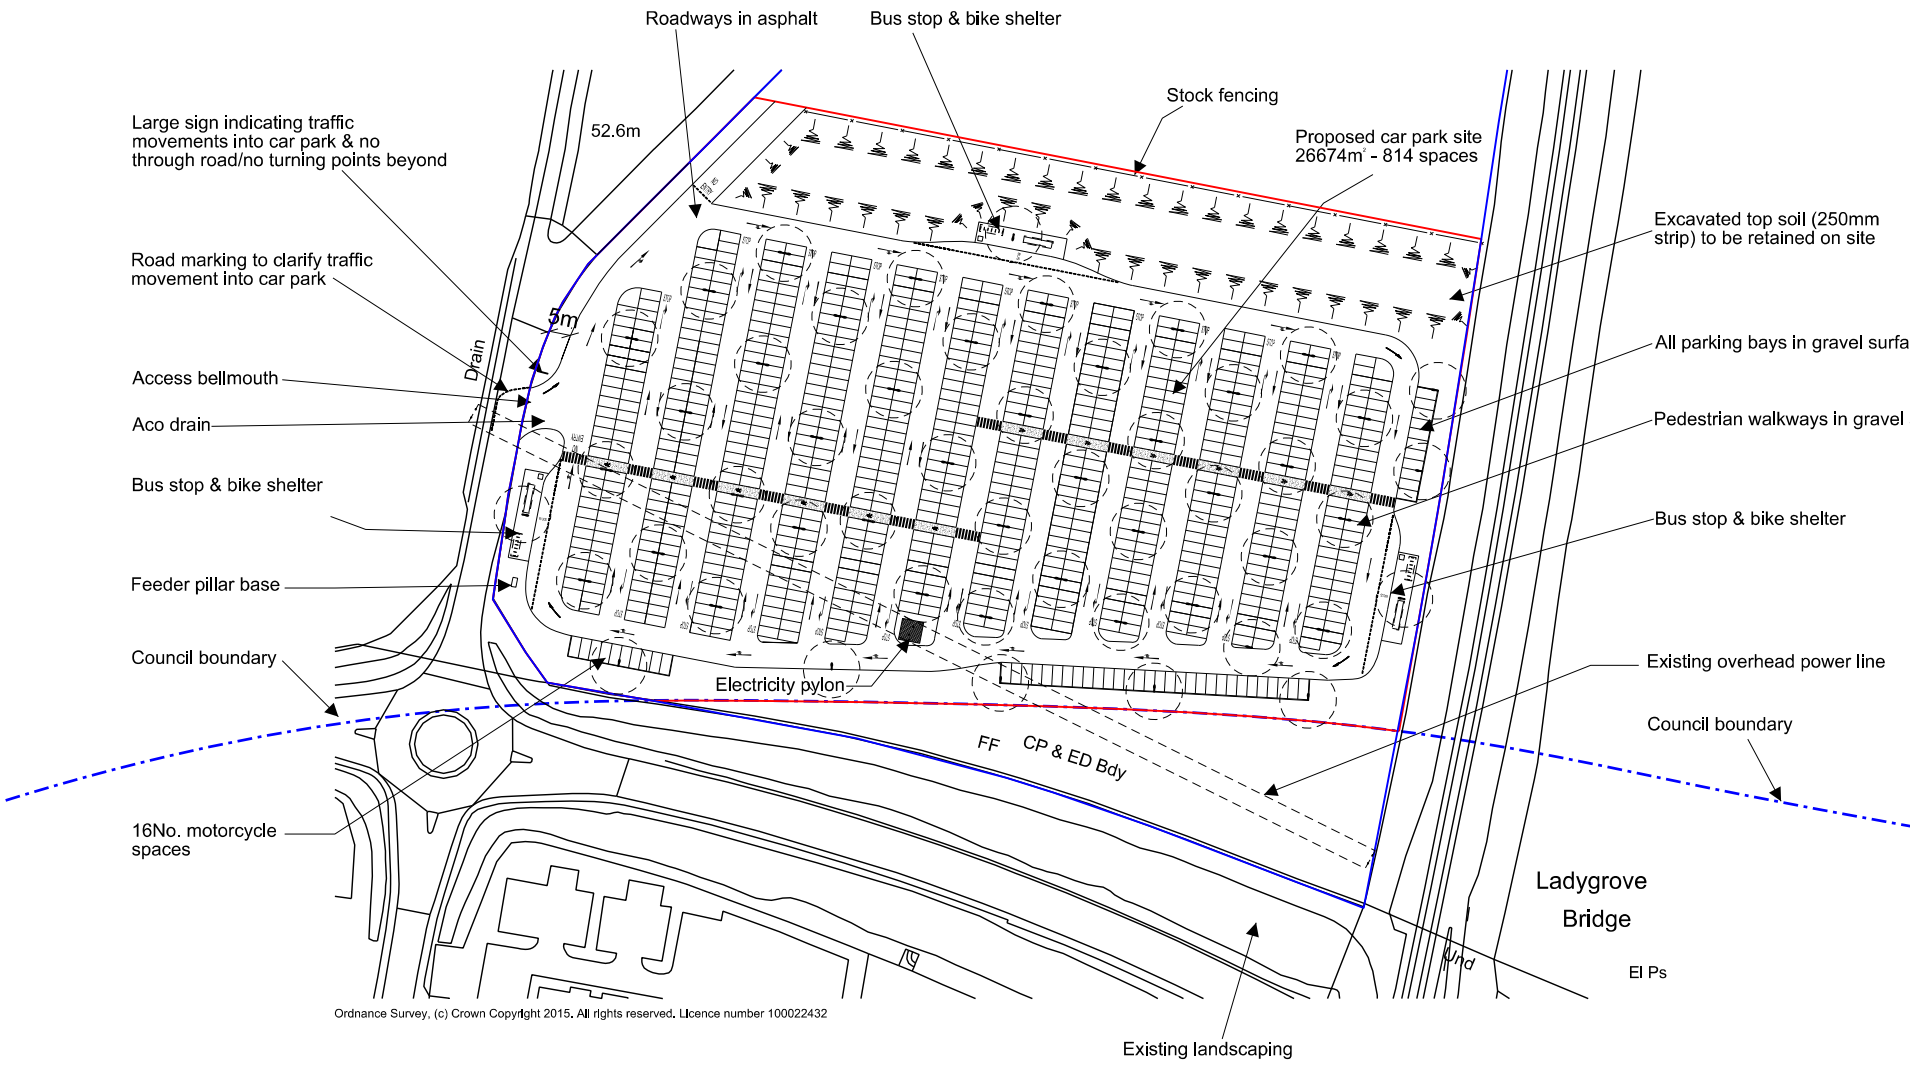 Roadways in asphalt
Bus stop & bike shelter
Stock fencing
Large sign indicating traffic
movements into car park & no
through road/no turning points beyond
52.6m
Proposed car park site
26674m² - 814 spaces
NO
ENTRY
Excavated top soil (250mm
strip) to be retained on site
Road marking to clarify traffic
movement into car park
5m
Drain
All parking bays in gravel surfa
Access bellmouth
Aco drain
Pedestrian walkways in gravel
Bus stop & bike shelter
Bus stop & bike shelter
Feeder pillar base
Council boundary
Electricity pylon
Existing overhead power line
Council boundary
FF
CP & ED Bdy
16No. motorcycle
spaces
Ladygrove
Bridge
Und
El Ps
Ordnance Survey, (c) Crown Copyright 2015. All rights reserved. Licence number 100022432
Existing landscaping